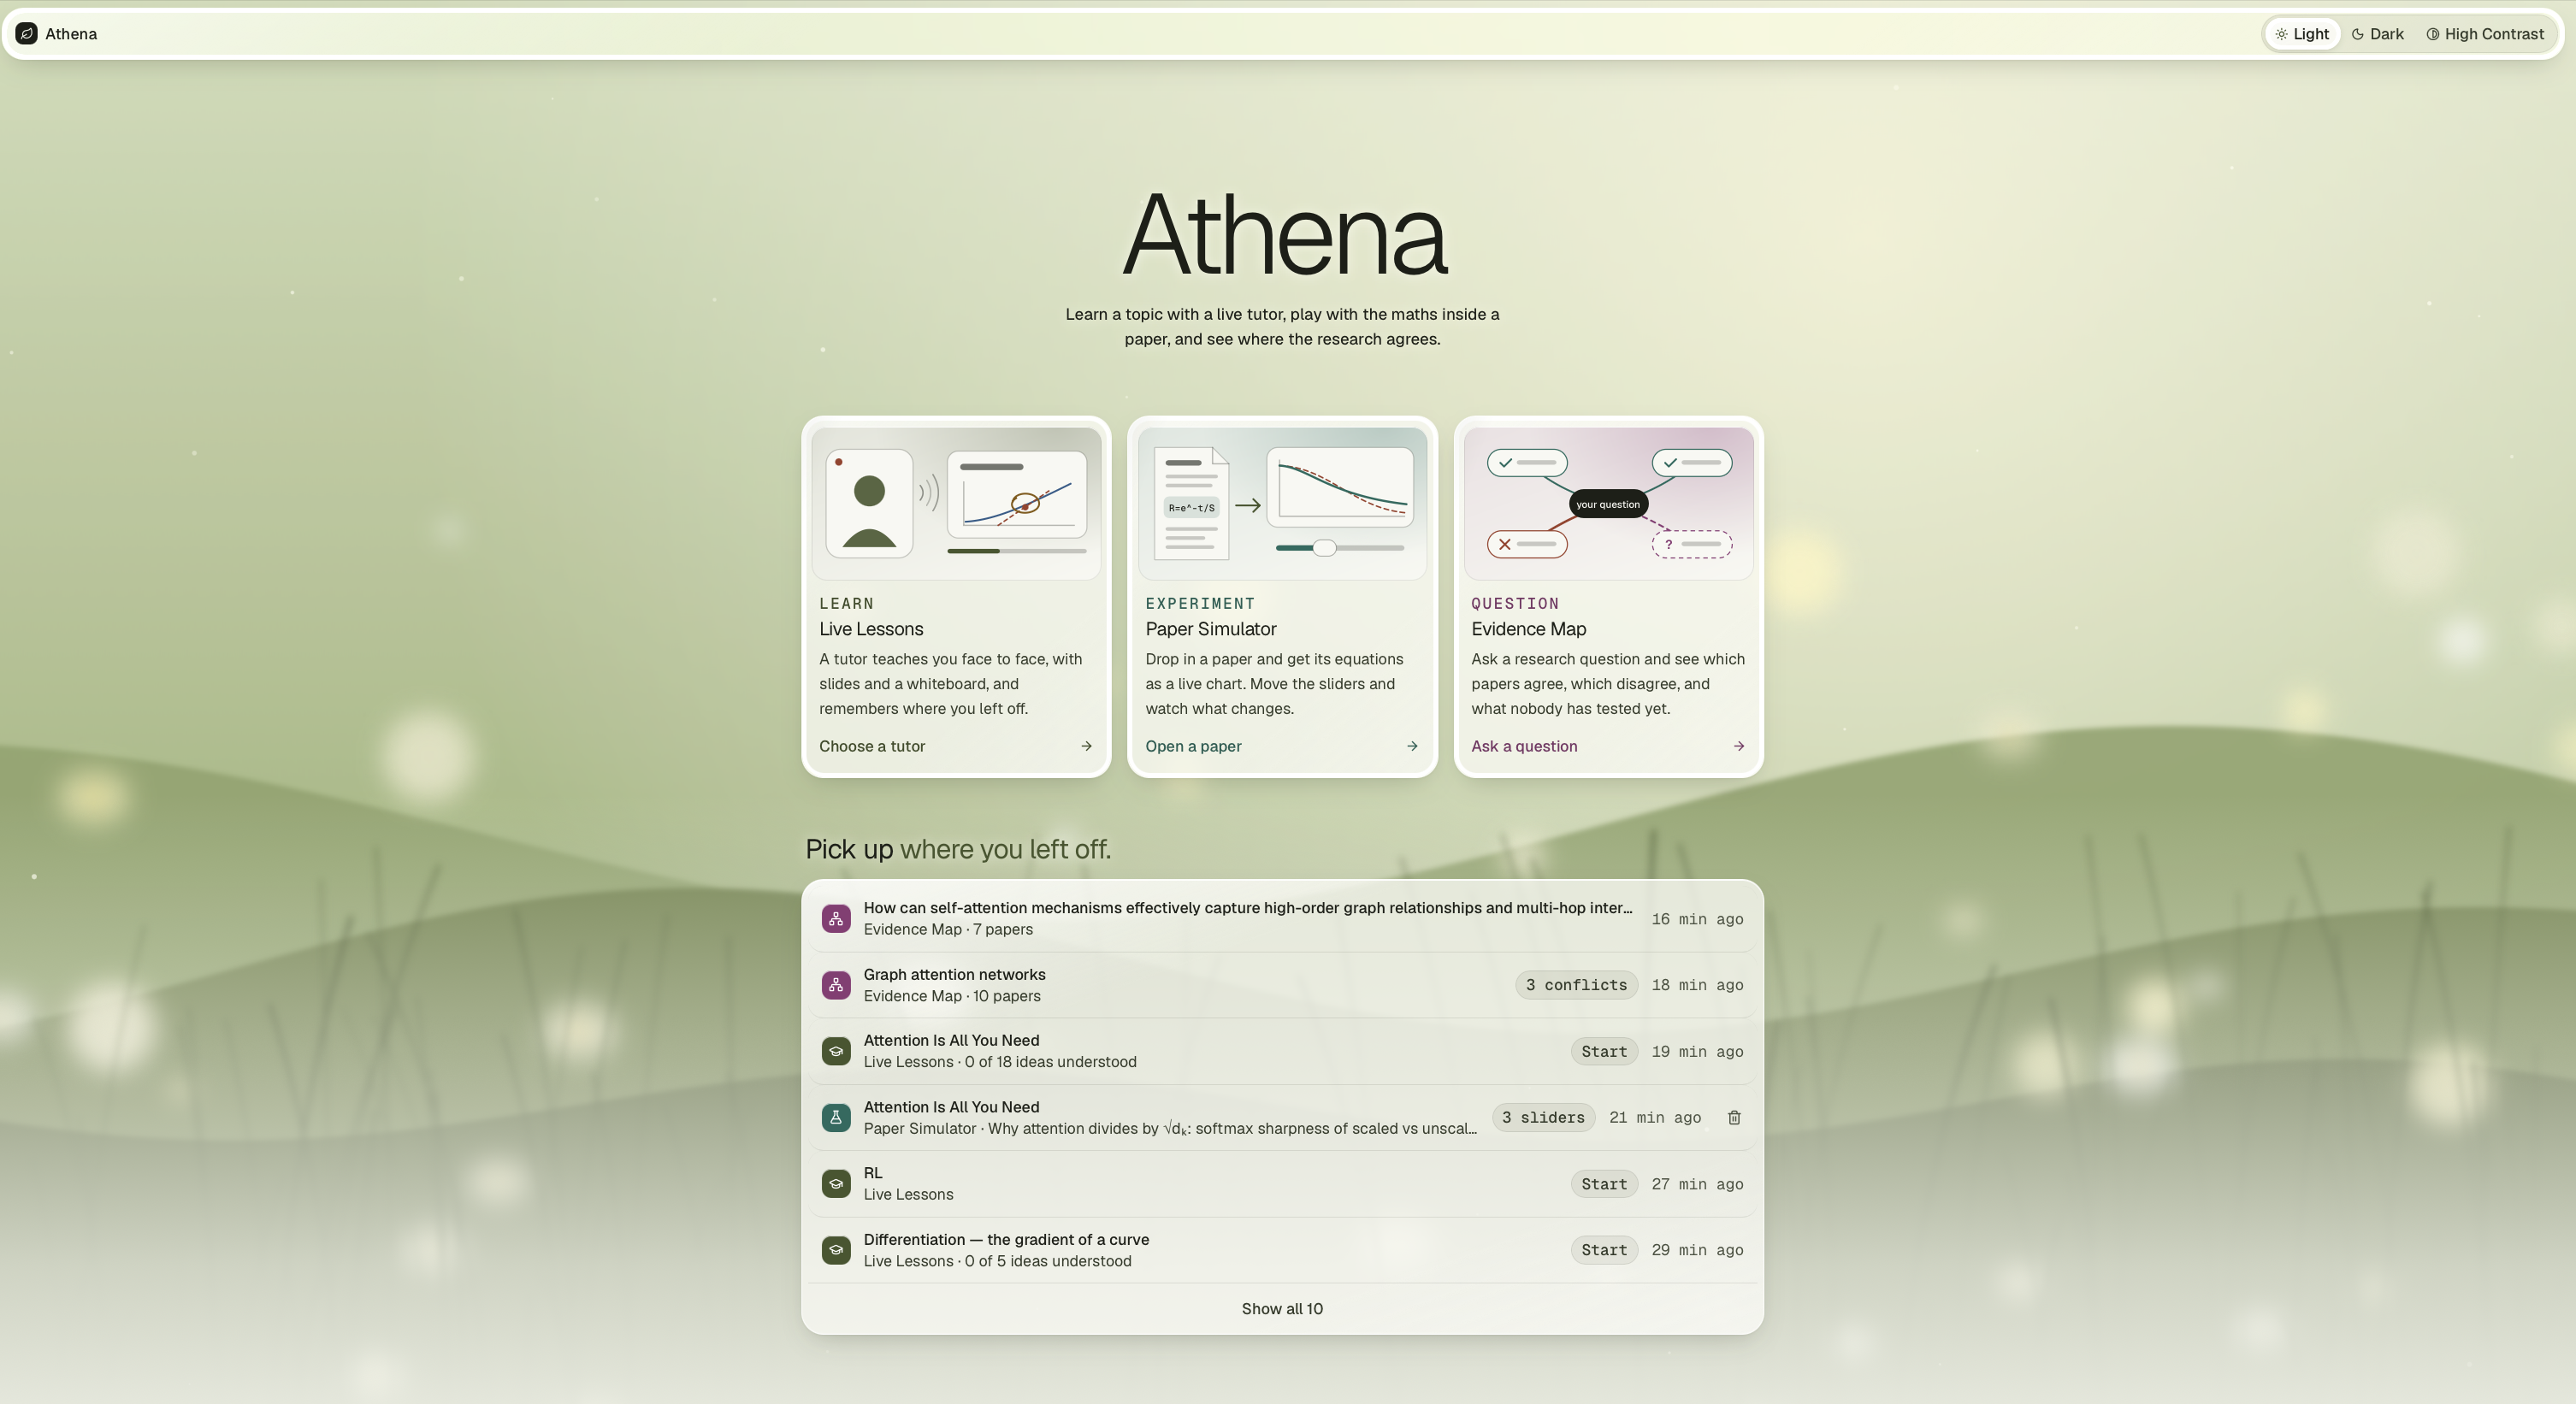 Athena
Light
Dark
High Contrast
Athena
Learn a topic with a live tutor, play with the maths inside a
paper, and see where the research agrees.
LEARN
Live Lessons
A tutor teaches you face to face, with
slides and a whiteboard, and
remembers where you left off.
Choose a tutor
R=e^-t/S
EXPERIMENT
Paper Simulator
Drop in a paper and get its equations
as a live chart. Move the sliders and
watch what changes.
Open a paper
your question
?
QUESTION
Evidence Map
Ask a research question and see which
papers agree, which disagree, and
what nobody has tested yet.
Ask a question
Pick up where you left off.
How can self-attention mechanisms effectively capture high-order graph relationships and multi-hop inter…
Evidence Map · 7 papers
16 min ago
Graph attention networks
Evidence Map · 10 papers
3 conflicts
18 min ago
Attention Is All You Need
Live Lessons · 0 of 18 ideas understood
Start
19 min ago
Attention Is All You Need
Paper Simulator · Why attention divides by √dₖ: softmax sharpness of scaled vs unscal…
3 sliders
21 min ago
RL
Live Lessons
Start
27 min ago
Differentiation — the gradient of a curve
Live Lessons · 0 of 5 ideas understood
Start
29 min ago
Show all 10